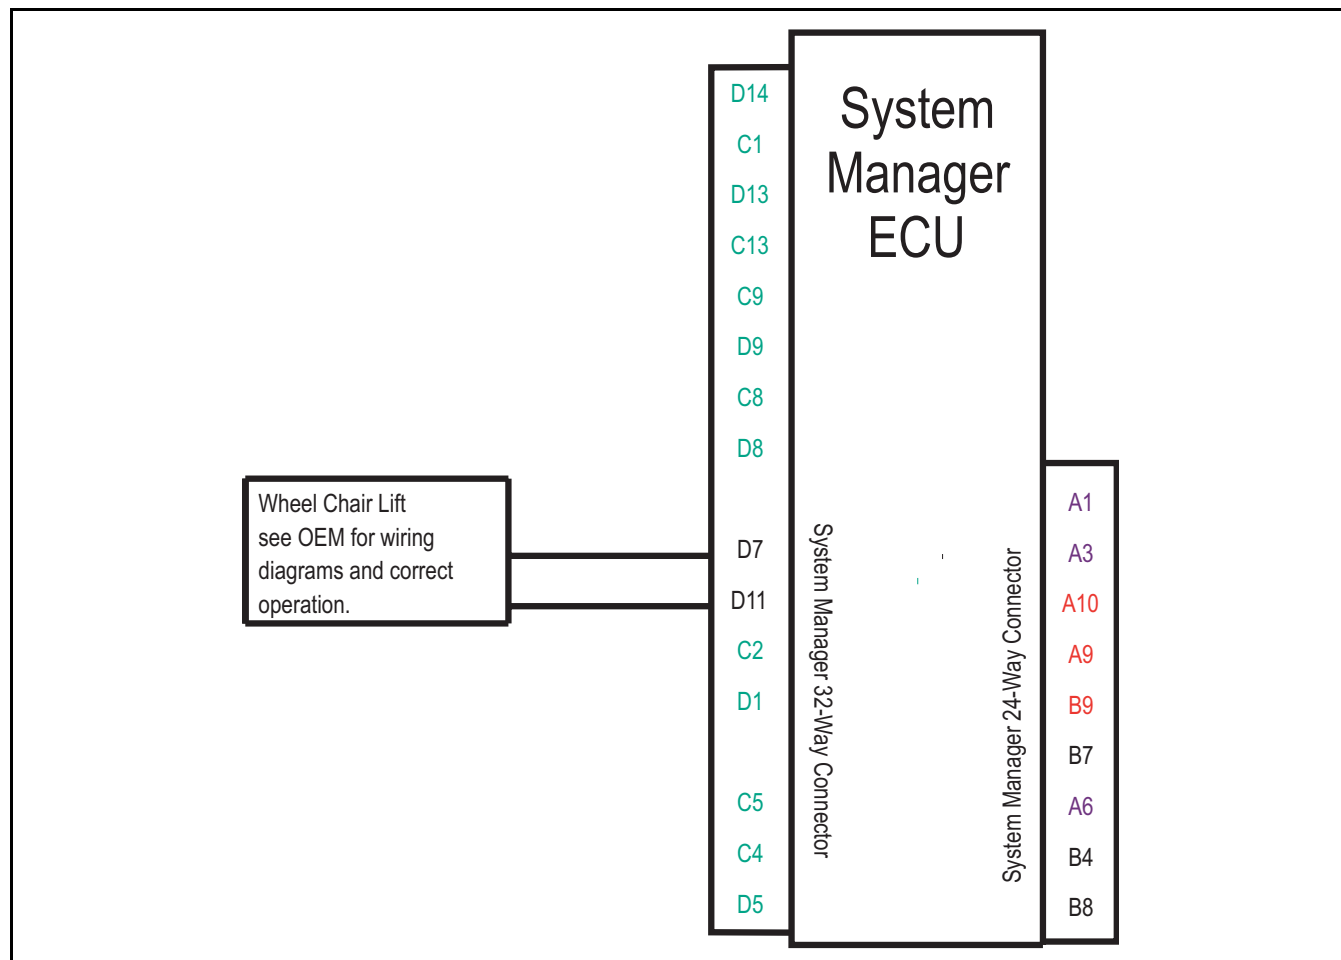 System
Manager
ECU
D14
C1
D13
C13
C9
D9
C8
D8
D7
D11
C2
D1
C5
C4
D5
Wheel Chair Lift
see OEM for wiring
diagrams and correct
operation.
System Manager 32-Way Connector
System Manager 24-Way Connector
A1
A3
A10
A9
B9
B7
A6
B4
B8